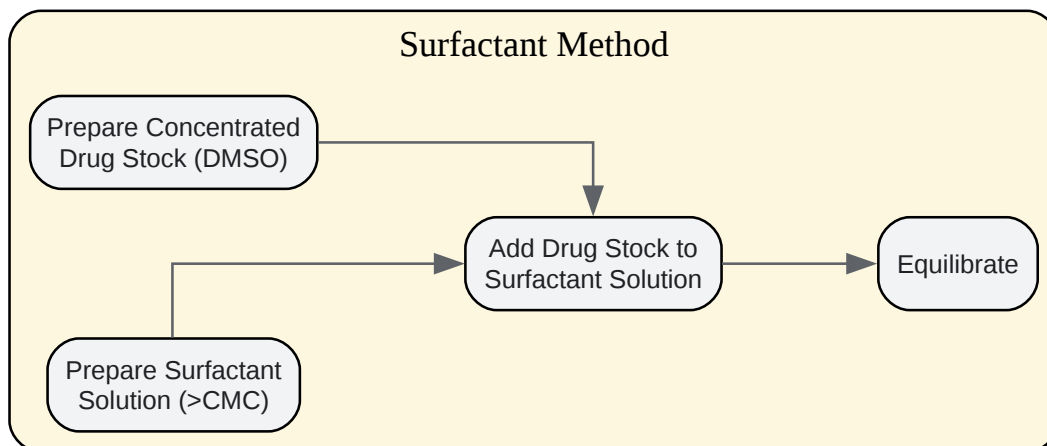 Surfactant Method
Prepare Concentrated
Drug Stock (DMSO)
Add Drug Stock to
Surfactant Solution
Equilibrate
Prepare Surfactant
Solution (>CMC)